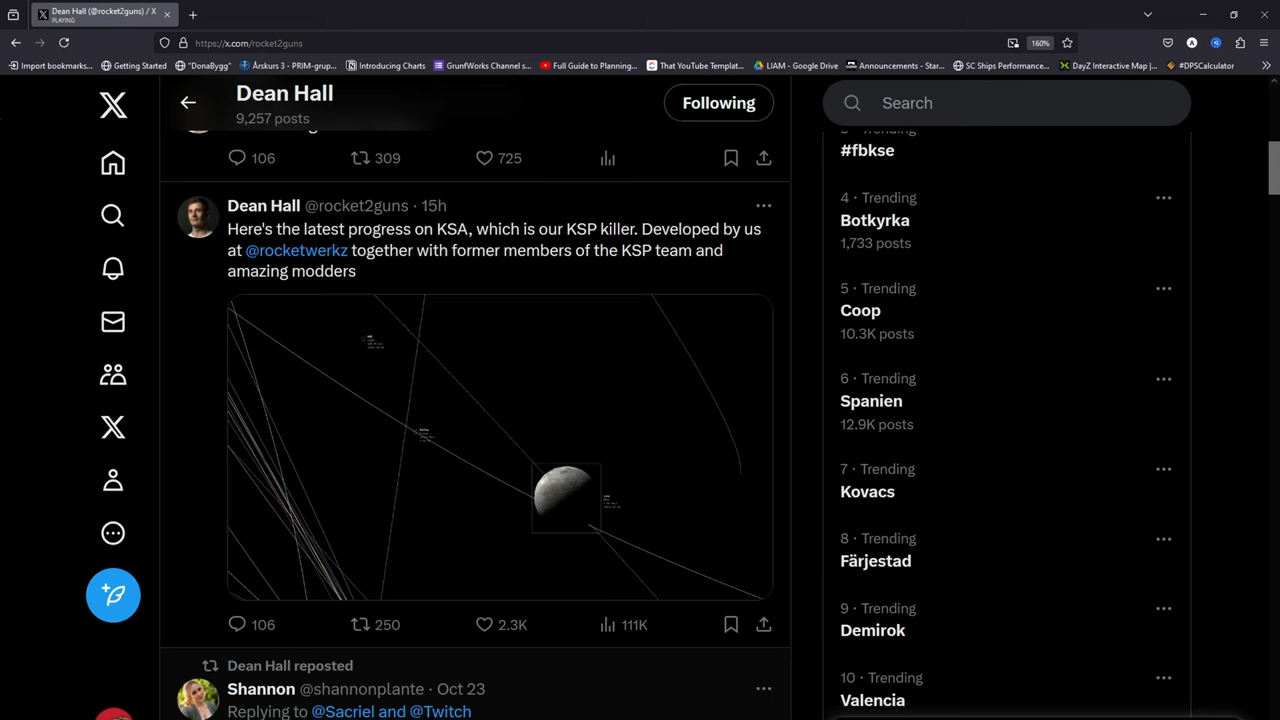 Dean Hall (@rocket2guns) / X
PLAYING
https://x.com/rocket2guns
160%
Import bookmarks...
Getting Started
"DonaBygg"
Årskurs 3 - PRIM-grup...
Introducing Charts
GrunfWorks Channel s...
Full Guide to Planning...
That YouTube Templat...
LIAM – Google Drive
Announcements - Star...
SC Ships Performance...
DayZ Interactive Map |...
#DPSCalculator
Dean Hall
9,257 posts
Following
106 309 725
Dean Hall @rocket2guns · 15h
Here's the latest progress on KSA, which is our KSP killer. Developed by us
at @rocketwerkz together with former members of the KSP team and
amazing modders
106 250 2.3K 111K
Dean Hall reposted
Shannon @shannonplante · Oct 23
Replying to @Sacriel and @Twitch
Search
#fbkse
4 · Trending
Botkyrka
1,733 posts
5 · Trending
Coop
10.3K posts
6 · Trending
Spanien
12.9K posts
7 · Trending
Kovacs
8 · Trending
Färjestad
9 · Trending
Demirok
10 · Trending
Valencia